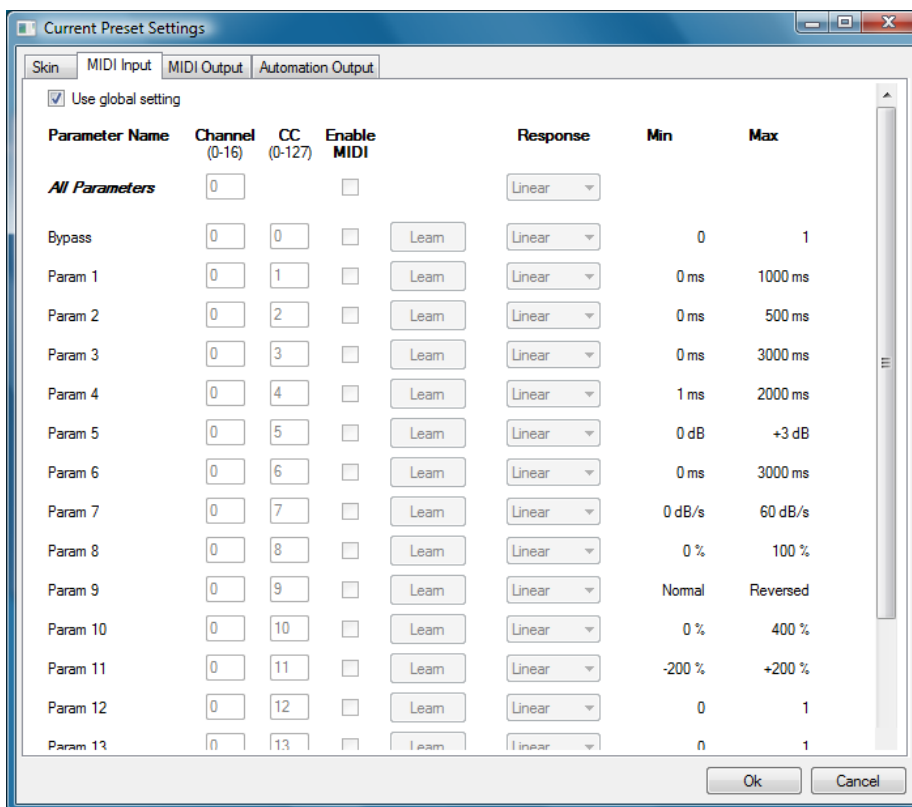 Current Preset Settings
Skin MIDI Input MIDI Output Automation Output
Use global setting
Parameter Name Channel CC Enable Response Min Max
(0-16) (0-127) MIDI
All Parameters 0 Linear
Bypass 0 0 Learn Linear 0 1
Param 1 0 1 Learn Linear 0 ms 1000 ms
Param 2 0 2 Learn Linear 0 ms 500 ms
Param 3 0 3 Learn Linear 0 ms 3000 ms
Param 4 0 4 Learn Linear 1 ms 2000 ms
Param 5 0 5 Learn Linear 0 dB +3 dB
Param 6 0 6 Learn Linear 0 ms 3000 ms
Param 7 0 7 Learn Linear 0 dB/s 60 dB/s
Param 8 0 8 Learn Linear 0 % 100 %
Param 9 0 9 Learn Linear Normal Reversed
Param 10 0 10 Learn Linear 0 % 400 %
Param 11 0 11 Learn Linear -200 % +200 %
Param 12 0 12 Learn Linear 0 1
Param 13 0 13 Learn Linear 0 1
Ok Cancel